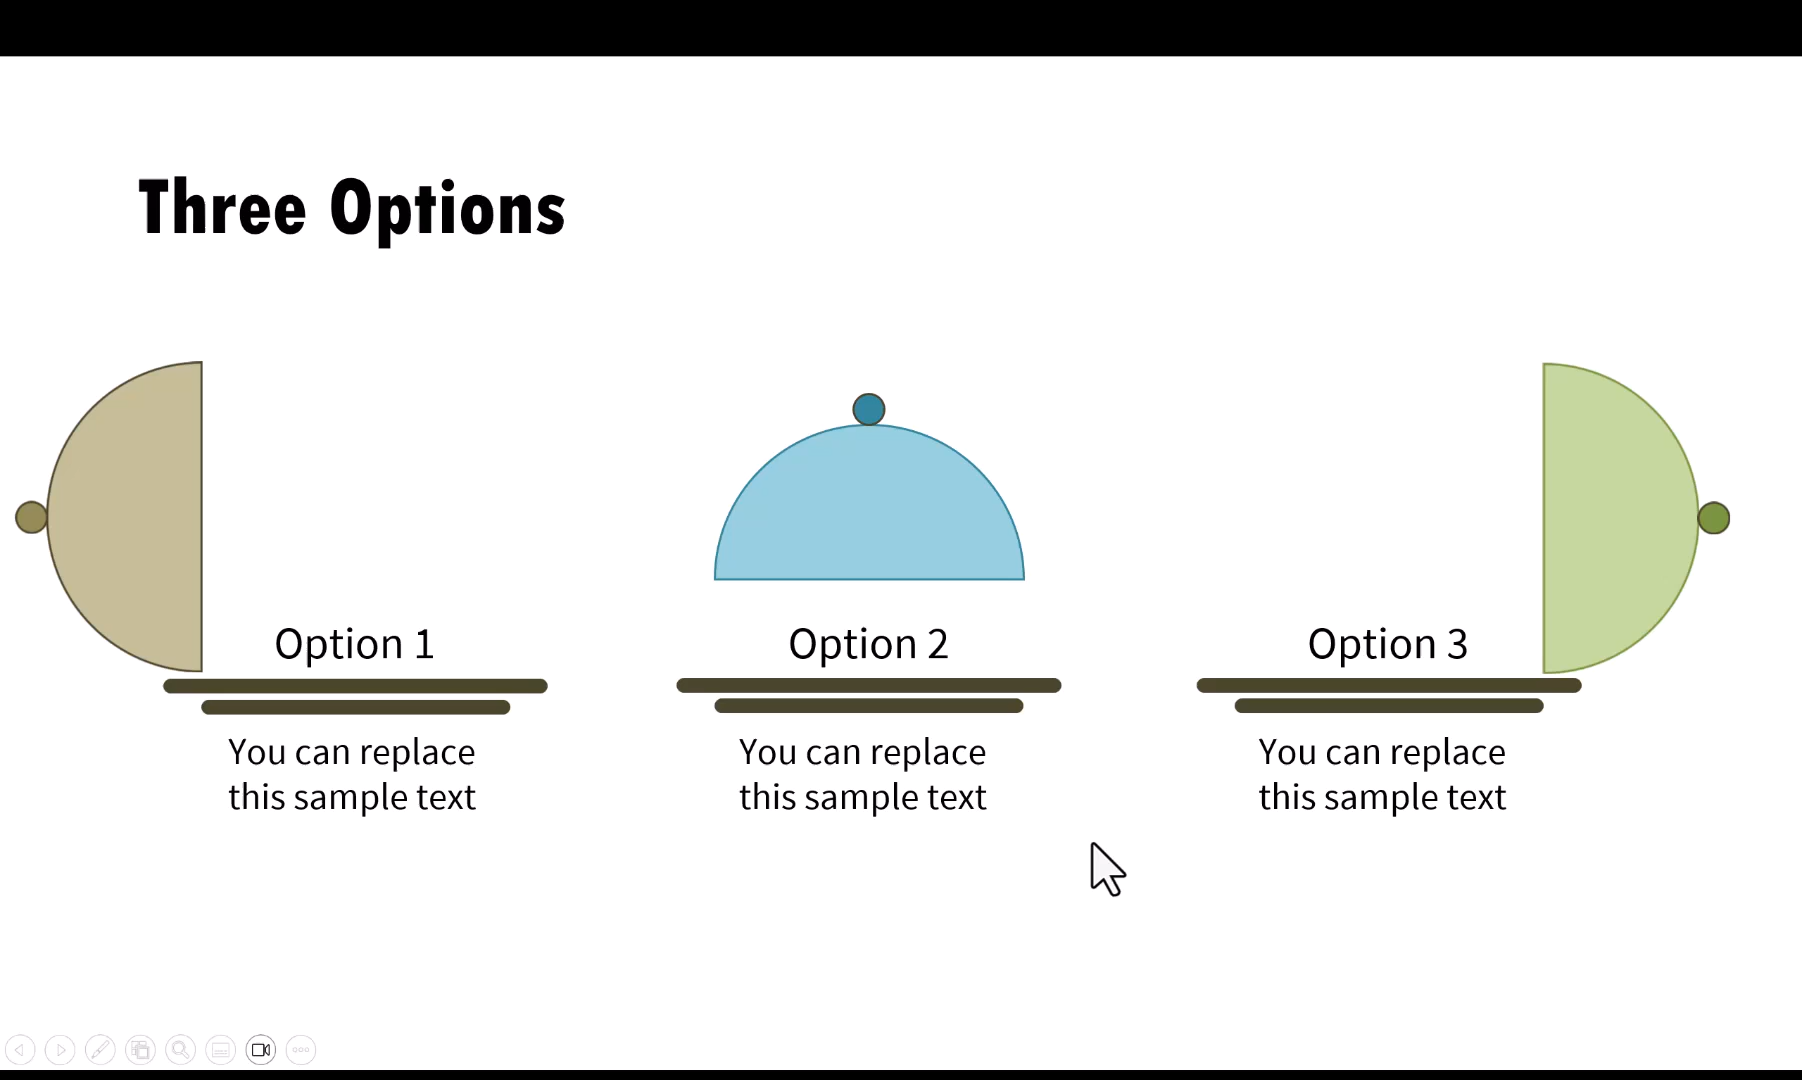 Three Options
Option 1
You can replace
this sample text
Option 2
You can replace
this sample text
Option 3
You can replace
this sample text